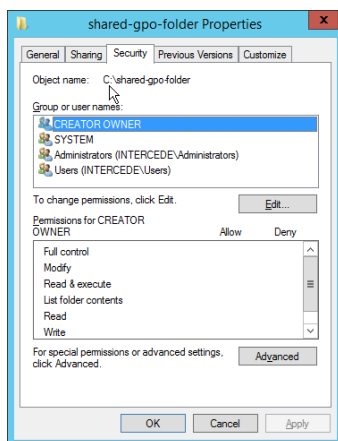 shared-gpo-folder Properties
x
General Sharing Security Previous Versions Customize
Object name: C:\shared-gpo-folder
Group or user names:
CREATOR OWNER
SYSTEM
Administrators (INTERCEDE\Administrators)
Users (INTERCEDE\Users)
To change permissions, click Edit.
Edit...
Permissions for CREATOR
OWNER Allow Deny
Full control
Modify
Read & execute
List folder contents
Read
Write
For special permissions or advanced settings,
click Advanced.
Advanced
OK Cancel Apply